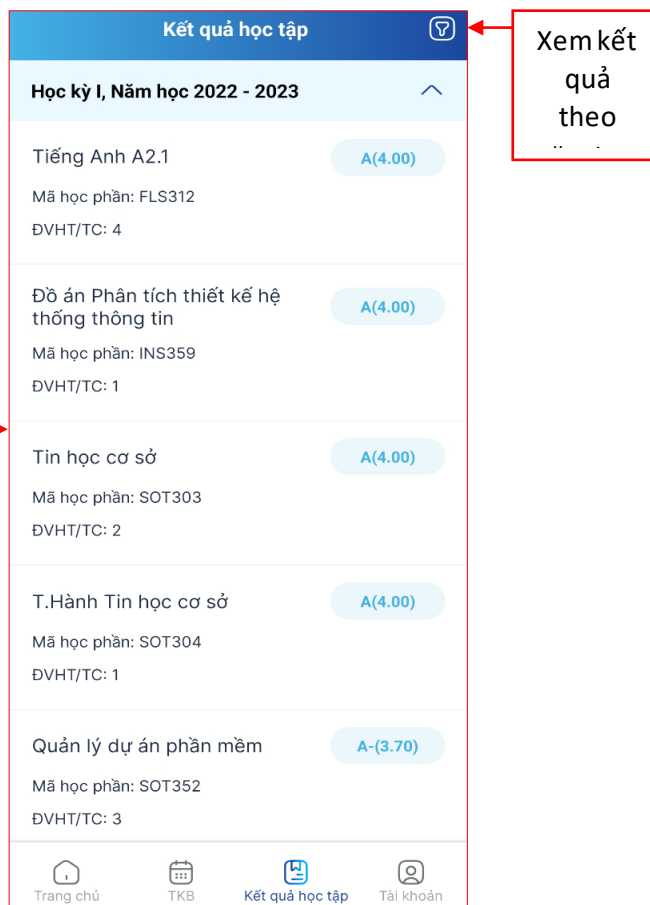 Kết quả học tập
Xem kết
quả
theo
Học kỳ I, Năm học 2022 - 2023
Tiếng Anh A2.1
A(4.00)
Mã học phần: FLS312
ĐVHT/TC: 4
Đồ án Phân tích thiết kế hệ
thống thông tin
A(4.00)
Mã học phần: INS359
ĐVHT/TC: 1
Tin học cơ sở
A(4.00)
Mã học phần: SOT303
ĐVHT/TC: 2
T.Hành Tin học cơ sở
A(4.00)
Mã học phần: SOT304
ĐVHT/TC: 1
Quản lý dự án phần mềm
A-(3.70)
Mã học phần: SOT352
ĐVHT/TC: 3
Trang chủ
TKB
Kết quả học tập
Tài khoản